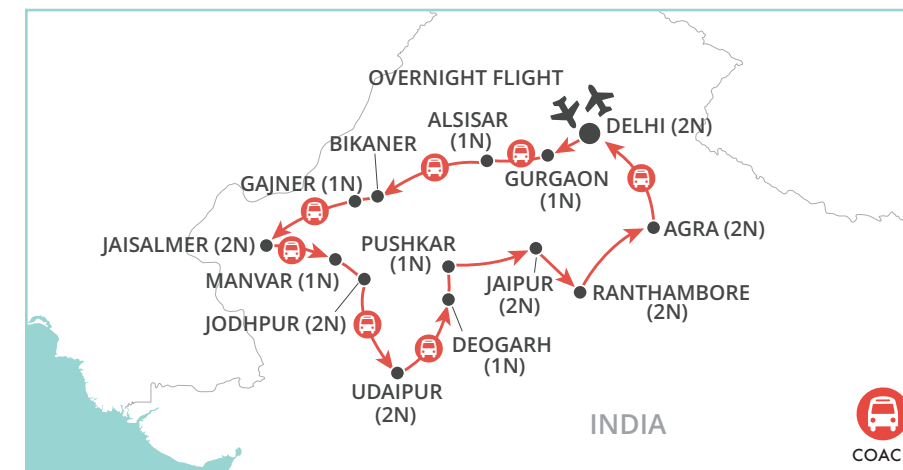 OVERNIGHT FLIGHT
DELHI (2N)
ALSISAR
(1N)
BIKANER
GURGAON
(1N)
GAJNER (1N)
AGRA (2N)
JAISALMER (2N)
PUSHKAR
(1N)
MANVAR (1N)
JAIPUR
(2N)
RANTHAMBORE
(2N)
JODHPUR (2N)
DEOGARH
(1N)
UDAIPUR
(2N)
INDIA
COAC